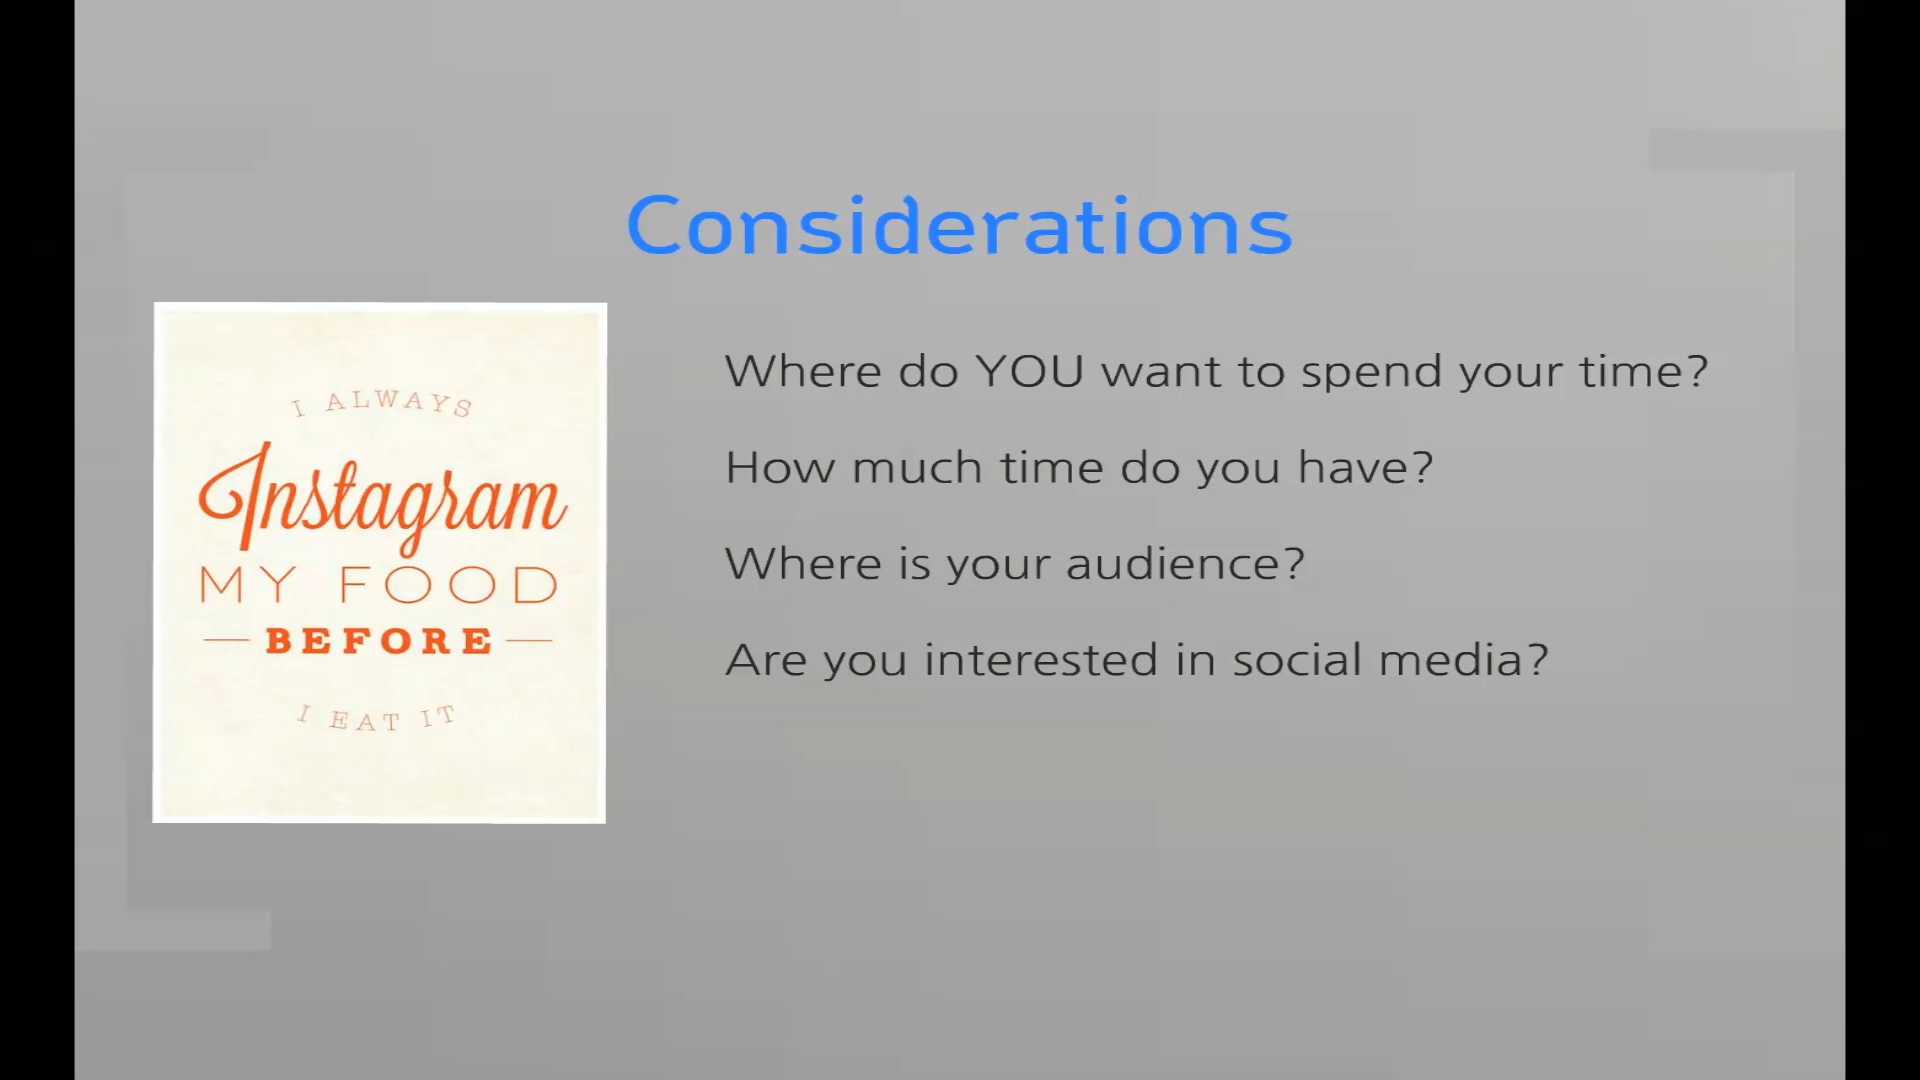 Considerations
I ALWAYS
Instagram
MY FOOD
BEFORE
I EAT IT
Where do YOU want to spend your time?
How much time do you have?
Where is your audience?
Are you interested in social media?